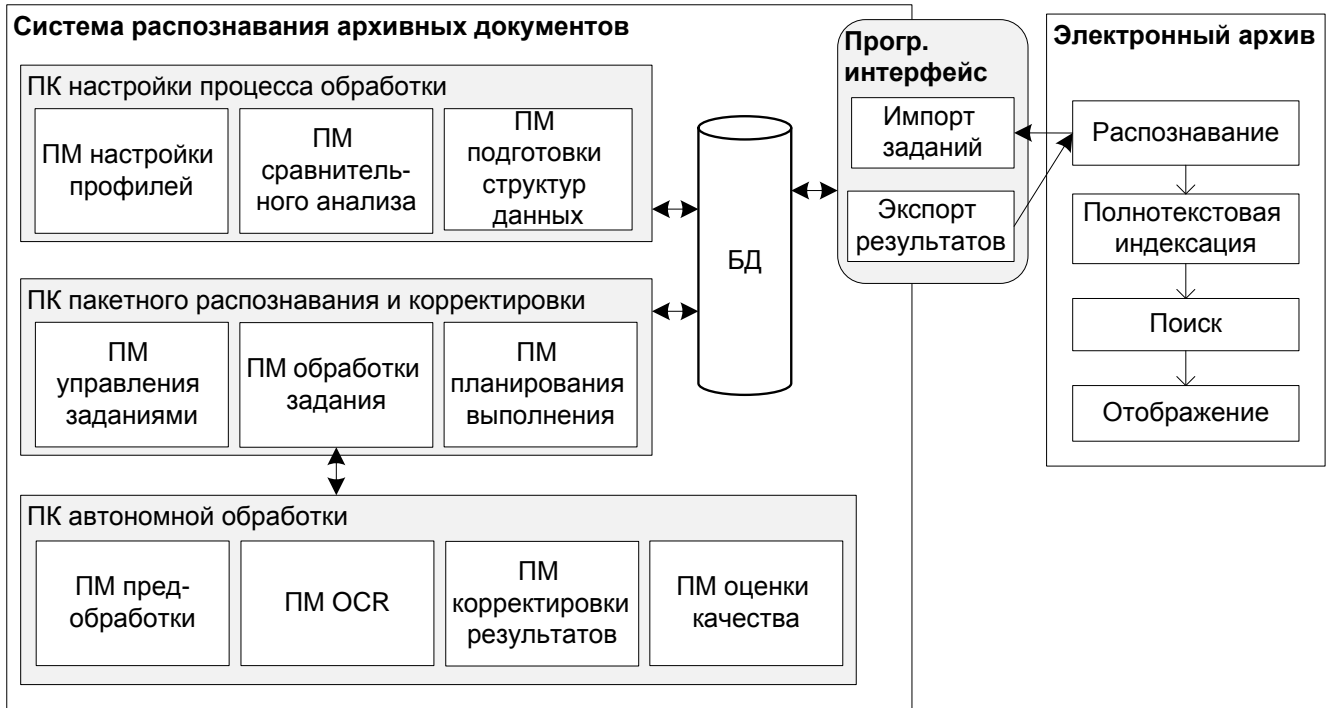 Система распознавания архивных документов
ПК настройки процесса обработки
ПМ настройки
профилей
ПМ
сравнитель-
ного анализа
ПМ
подготовки
структур
данных
ПК пакетного распознавания и корректировки
ПМ
управления
заданиями
ПМ обработки
задания
ПМ
планирования
выполнения
ПК автономной обработки
ПМ пред-
обработки
ПМ OCR
ПМ
корректировки
результатов
ПМ оценки
качества
БД
Прогр.
интерфейс
Импорт
заданий
Экспорт
результатов
Электронный архив
Распознавание
Полнотекстовая
индексация
Поиск
Отображение